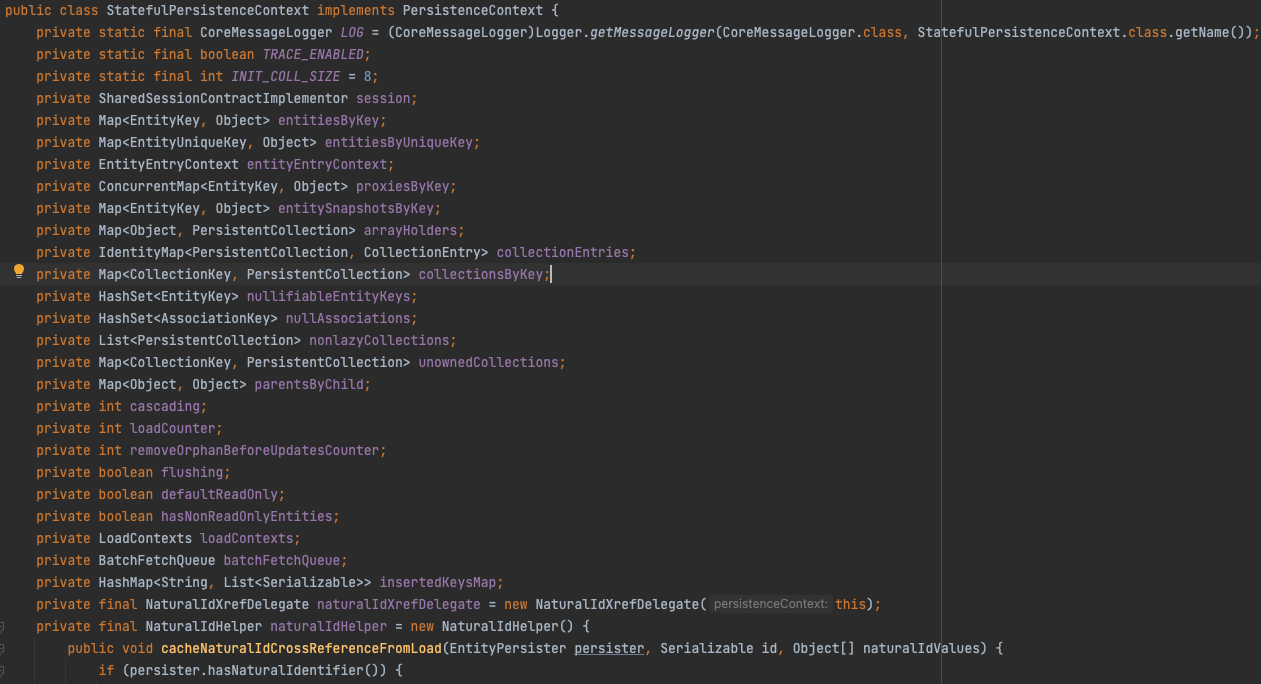 public class StatefulPersistenceContext implements PersistenceContext {
private static final CoreMessageLogger LOG = (CoreMessageLogger)Logger.getMessageLogger(CoreMessageLogger.class, StatefulPersistenceContext.class.getName());
private static final boolean TRACE_ENABLED;
private static final int INIT_COLL_SIZE = 8;
private SharedSessionContractImplementor session;
private Map<EntityKey, Object> entitiesByKey;
private Map<EntityUniqueKey, Object> entitiesByUniqueKey;
private EntityEntryContext entityEntryContext;
private ConcurrentMap<EntityKey, Object> proxiesByKey;
private Map<EntityKey, Object> entitySnapshotsByKey;
private Map<Object, PersistentCollection> arrayHolders;
private IdentityMap<PersistentCollection, CollectionEntry> collectionEntries;
private Map<CollectionKey, PersistentCollection> collectionsByKey;
private HashSet<EntityKey> nullifiableEntityKeys;
private HashSet<AssociationKey> nullAssociations;
private List<PersistentCollection> nonlazyCollections;
private Map<CollectionKey, PersistentCollection> unownedCollections;
private Map<Object, Object> parentsByChild;
private int cascading;
private int loadCounter;
private int removeOrphanBeforeUpdatesCounter;
private boolean flushing;
private boolean defaultReadOnly;
private boolean hasNonReadOnlyEntities;
private LoadContexts loadContexts;
private BatchFetchQueue batchFetchQueue;
private HashMap<String, List<Serializable>> insertedKeysMap;
private final NaturalIdXrefDelegate naturalIdXrefDelegate = new NaturalIdXrefDelegate( persistenceContext: this);
private final NaturalIdHelper naturalIdHelper = new NaturalIdHelper() {
public void cacheNaturalIdCrossReferenceFromLoad(EntityPersister persister, Serializable id, Object[] naturalIdValues) {
if (persister.hasNaturalIdentifier()) {